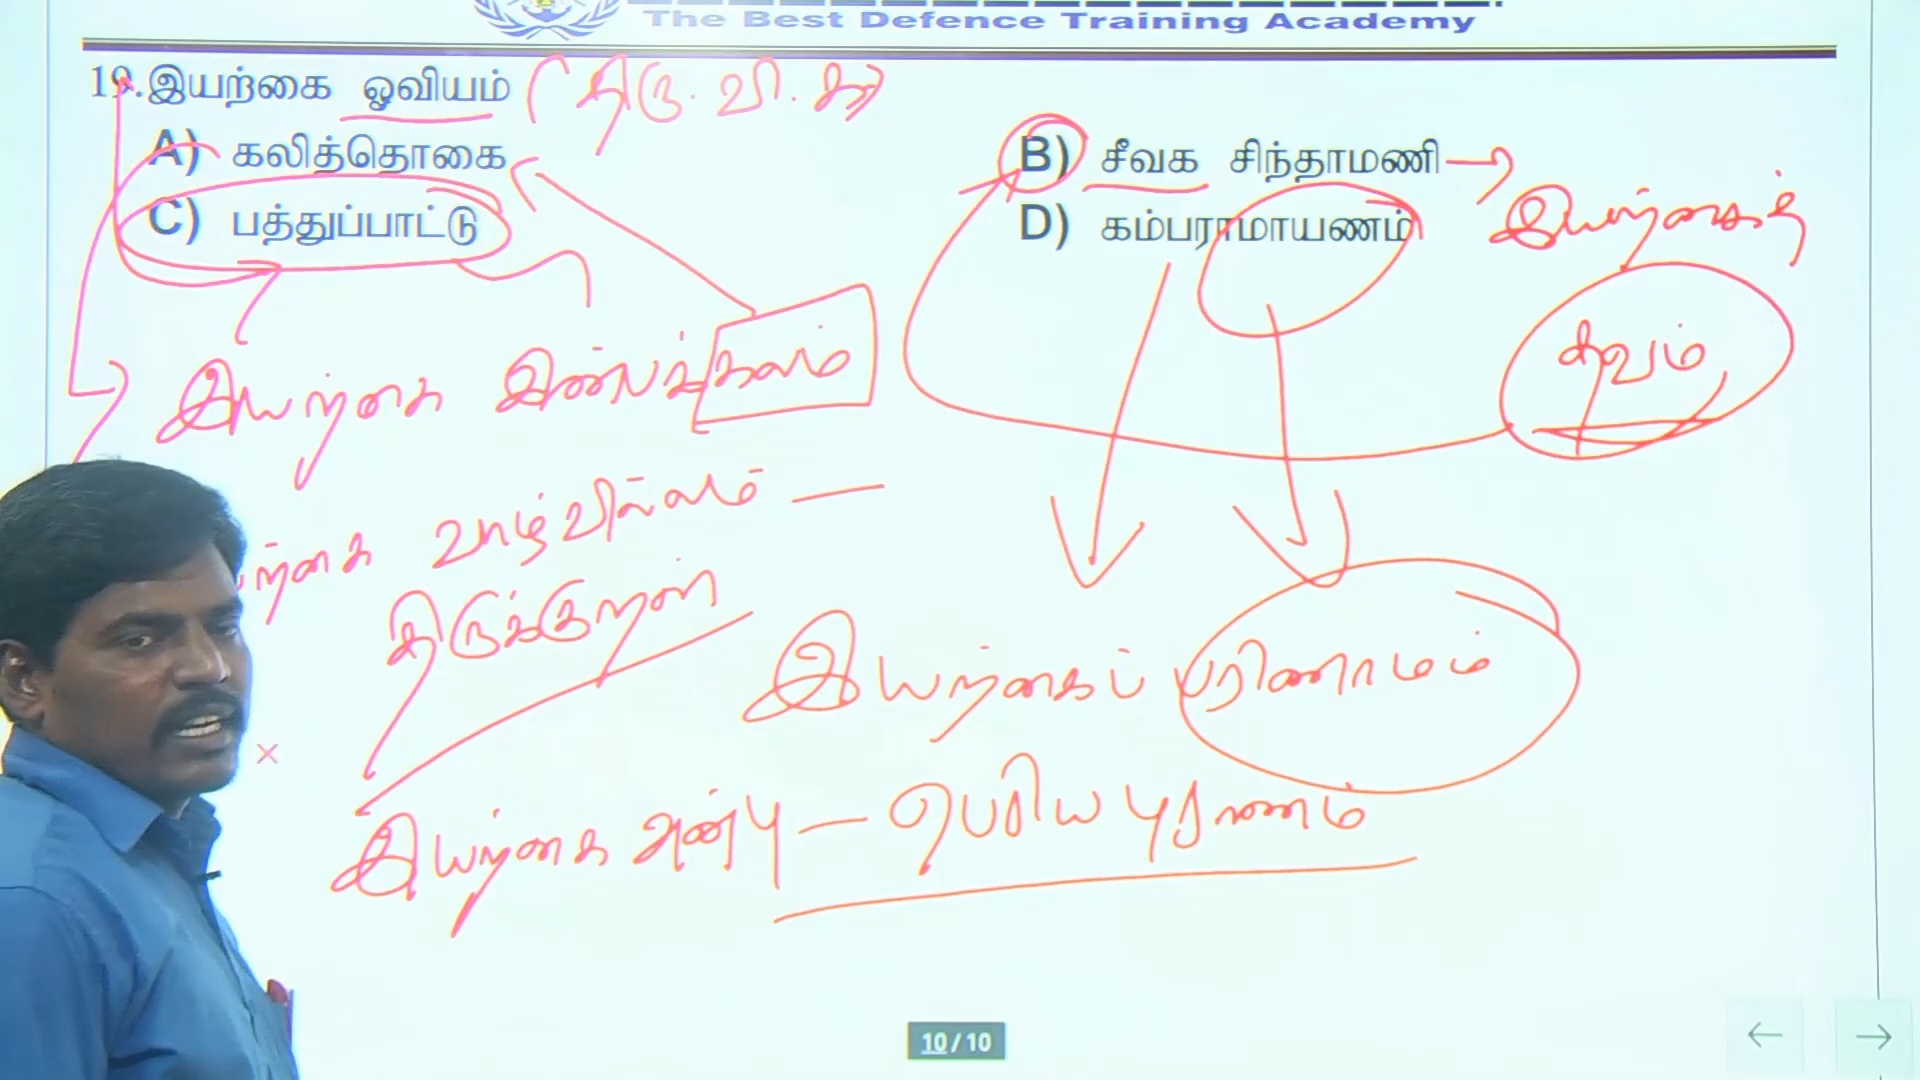 The Best Defence Training Academy
19. இயற்கை ஓவியம் (திரு. வி. க)
A) கலித்தொகை
B) சீவக சிந்தாமணி → இயற்கைத்
தவம்
C) பத்துப்பாட்டு
D) கம்பராமாயணம்
இயற்கை இன்பக்கலம்
ற்கை வாழ்வில்லம் —
திருக்குறள்
இயற்கைப் பரிணாமம்
இயற்கை அன்பு — பெரிய புராணம்
10 / 10